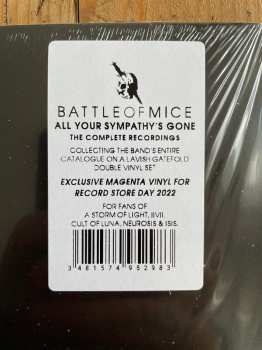 BATTLEOFMICE
ALL YOUR SYMPATHY'S GONE
THE COMPLETE RECORDINGS
COLLECTING THE BAND'S ENTIRE
CATALOGUE ON A LAVISH GATEFOLD
DOUBLE VINYL SET
EXCLUSIVE MAGENTA VINYL FOR
RECORD STORE DAY 2022
FOR FANS OF
A STORM OF LIGHT,
CULT OF LUNA, NEUROSIS & ISIS.
3 481574 952983